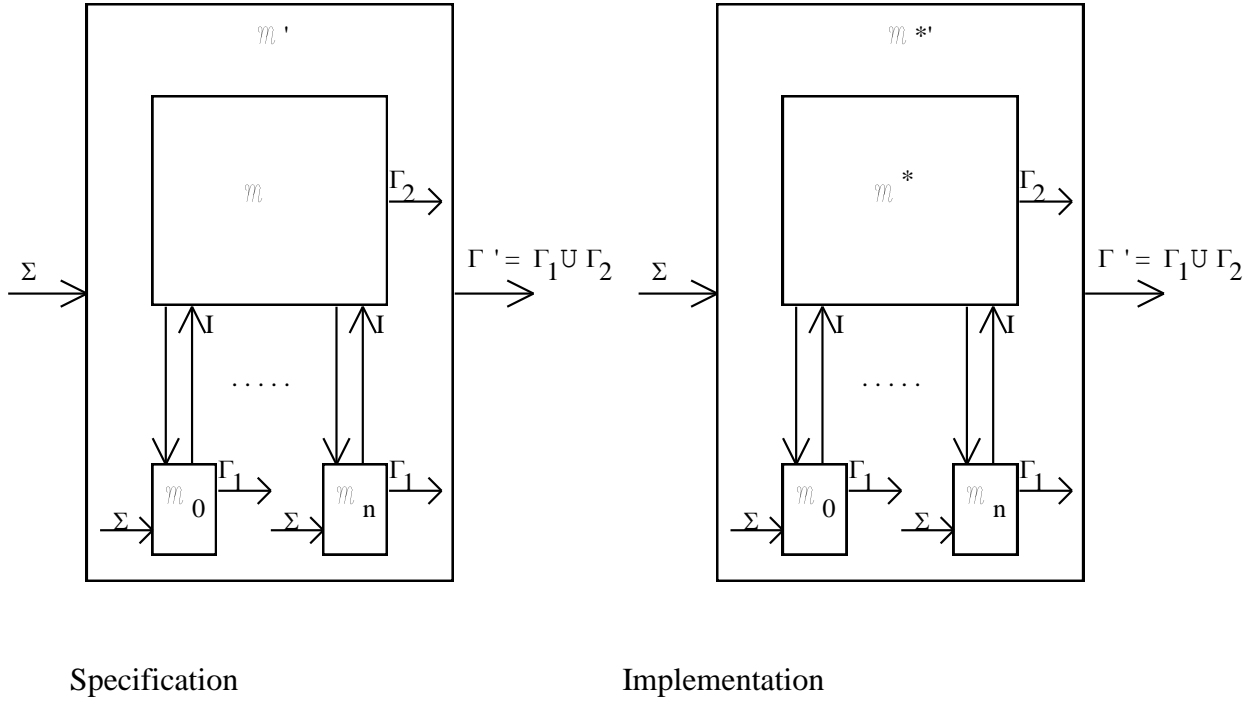 𝓜 '
𝓜
Γ2
Σ
Γ ' = Γ1 U Γ2
I
I
. . . . .
Γ1
Γ1
𝓜 0
𝓜 n
Σ
Σ
Specification
𝓜 *'
𝓜 *
Γ2
Σ
Γ ' = Γ1 U Γ2
I
I
. . . . .
Γ1
Γ1
𝓜 0
𝓜 n
Σ
Σ
Implementation